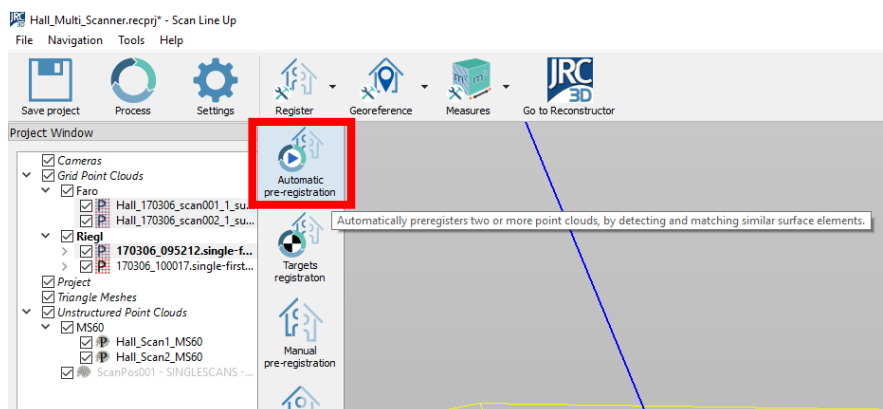 JRC 3D
Hall_Multi_Scanner.recprj* - Scan Line Up
File Navigation Tools Help
JRC 3D
Save project Process Settings Register Georeference Measures Go to Reconstructor
Project Window
Cameras
Grid Point Clouds
Faro
Hall_170306_scan001_1_su...
Hall_170306_scan002_1_su...
Riegl
170306_095212.single-f...
170306_100017.single-first...
Project
Triangle Meshes
Unstructured Point Clouds
MS60
Hall_Scan1_MS60
Hall_Scan2_MS60
ScanPos001 - SINGLESCANS -...
Automatic
pre-registration
Automatically preregisters two or more point clouds, by detecting and matching similar surface elements.
Targets
registraton
Manual
pre-registration